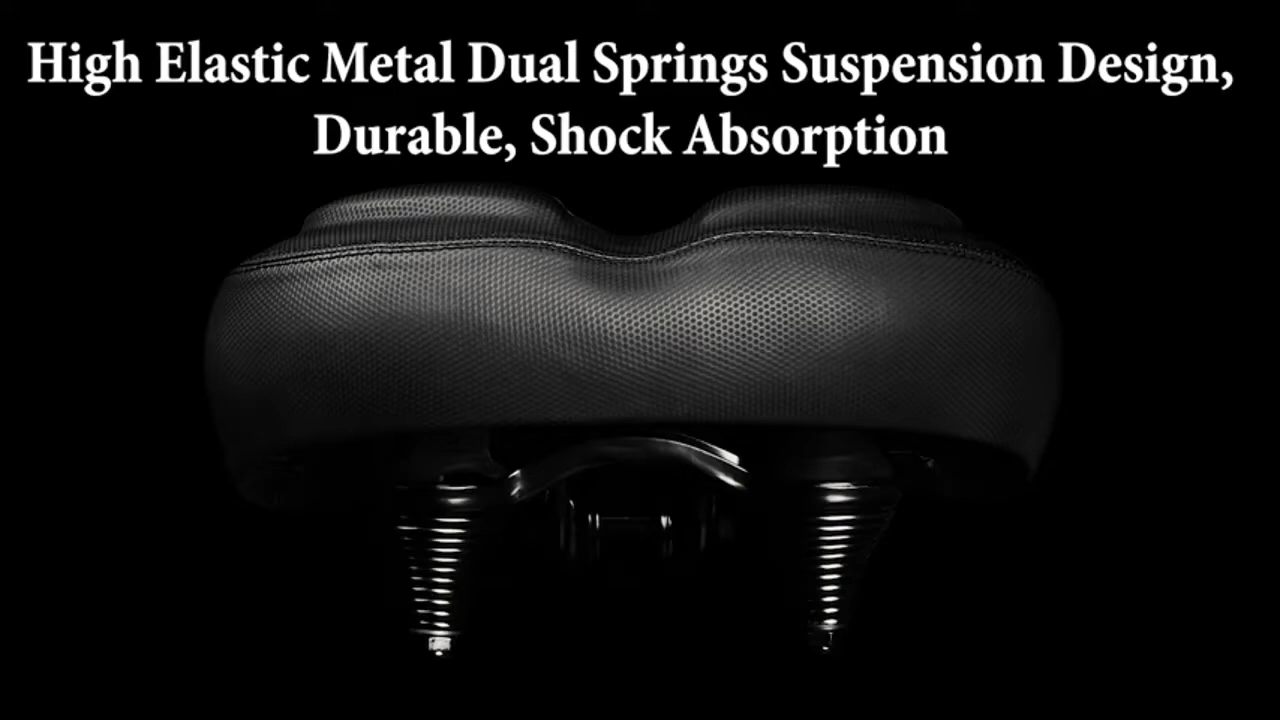 High Elastic Metal Dual Springs Suspension Design,
Durable, Shock Absorption